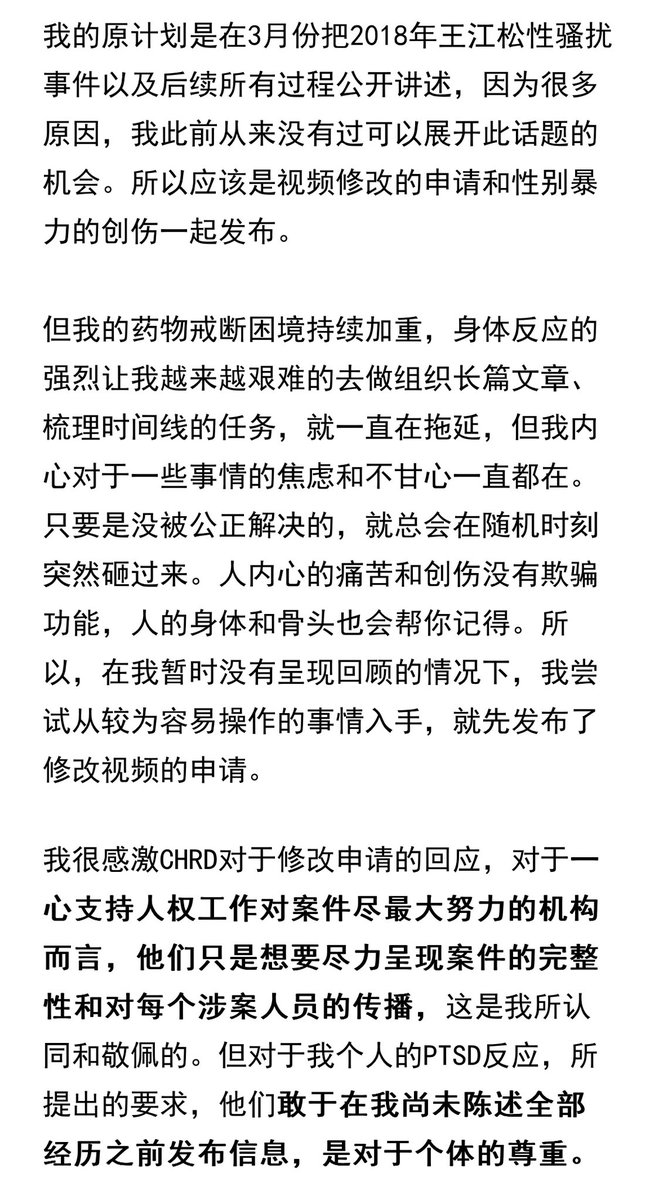 我的原计划是在3月份把2018年王江松性骚扰
事件以及后续所有过程公开讲述，因为很多
原因，我此前从来没有过可以展开此话题的
机会。所以应该是视频修改的申请和性别暴
力的创伤一起发布。
但我的药物戒断困境持续加重，身体反应的
强烈让我越来越艰难的去做组织长篇文章、
梳理时间线的任务，就一直在拖延，但我内
心对于一些事情的焦虑和不甘心一直都在。
只要是没被公正解决的，就总会在随机时刻
突然砸过来。人内心的痛苦和创伤没有欺骗
功能，人的身体和骨头也会帮你记得。所
以，在我暂时没有呈现回顾的情况下，我尝
试从较为容易操作的事情入手，就先发布了
修改视频的申请。
我很感激CHRD对于修改申请的回应，对于一
心支持人权工作对案件尽最大努力的机构
而言，他们只是想要尽力呈现案件的完整
性和对每个涉案人员的传播，这是我所认
同和敬佩的。但对于我个人的PTSD反应，所
提出的要求，他们敢于在我尚未陈述全部
经历之前发布信息，是对于个体的尊重。